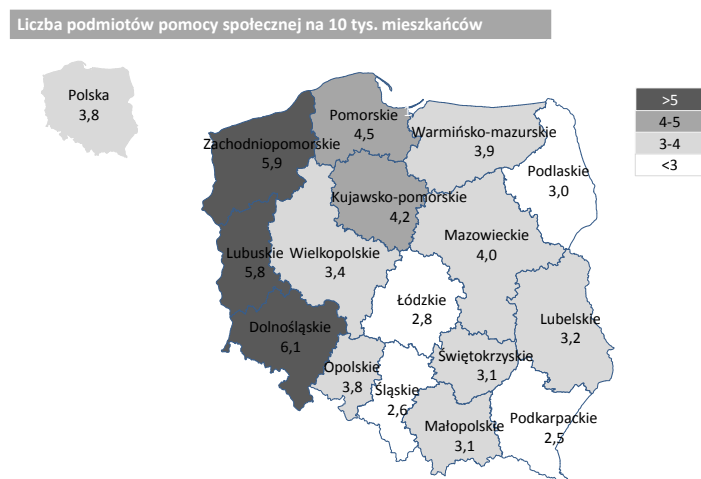 Liczba podmiotów pomocy społecznej na 10 tys. mieszkańców
Polska
3,8
>5
4-5
3-4
<3
Pomorskie
4,5
Warmińsko-mazurskie
3,9
Zachodniopomorskie
5,9
Podlaskie
3,0
Kujawsko-pomorskie
4,2
Mazowieckie
4,0
Lubuskie
5,8
Wielkopolskie
3,4
Łódzkie
2,8
Lubelskie
3,2
Dolnośląskie
6,1
Świętokrzyskie
3,1
Opolskie
3,8
Śląskie
2,6
Małopolskie
3,1
Podkarpackie
2,5